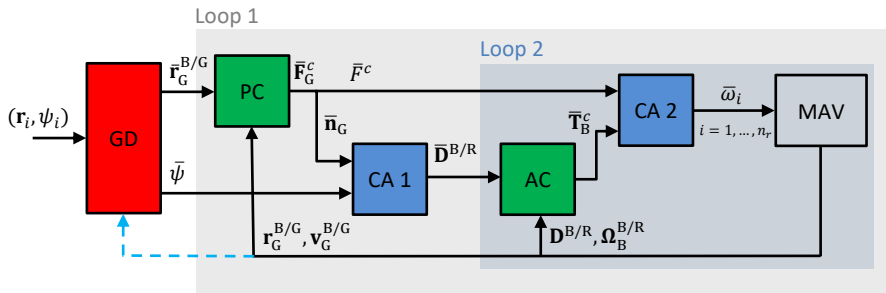 Loop 1
Loop 2
r̄_G^{B/G}
F̄_G^c
F̄^c
PC
(r_i, ψ_i)
GD
n̄_G
T̄_B^c
CA 2
ω̄_i
i = 1, … , n_r
MAV
ψ̄
CA 1
D̄^{B/R}
AC
r_G^{B/G}, v_G^{B/G}
D^{B/R}, Ω_B^{B/R}